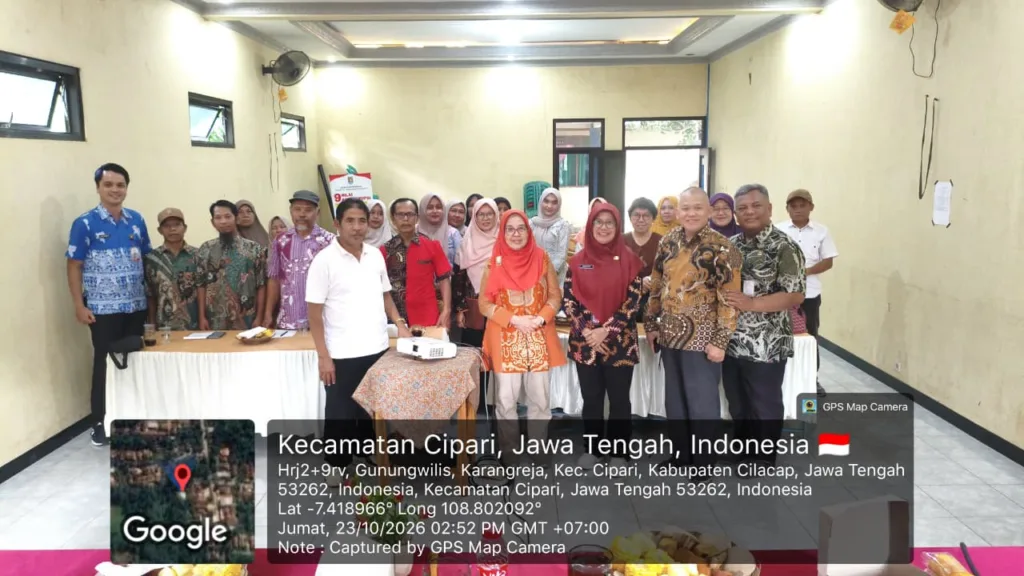 GPS Map Camera
Kecamatan Cipari, Jawa Tengah, Indonesia
Hrj2+9rv, Gunungwilis, Karangreja, Kec. Cipari, Kabupaten Cilacap, Jawa Tengah
53262, Indonesia, Kecamatan Cipari, Jawa Tengah 53262, Indonesia
Lat -7.418966° Long 108.802092°
Jumat, 23/10/2026 02:52 PM GMT +07:00
Note : Captured by GPS Map Camera
Google